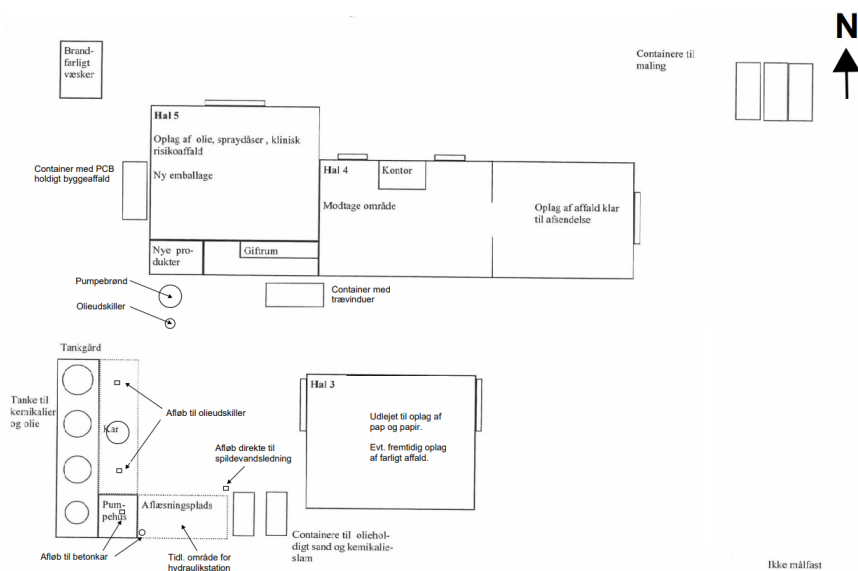 N
Brand-
farligt
væsker
Containere til
maling
Hal 5
Oplag af olie, spraydåser , klinisk
risikoaffald
Ny emballage
Container med PCB
holdigt byggeaffald
Hal 4
Kontor
Modtage område
Oplag af affald klar
til afsendelse
Nye pro-
dukter
Giftrum
Pumpebrønd
Olieudskiller
Container med
trævinduer
Tankgård
Tanke til
kemikalier
og olie
Kar
Afløb til olieudskiller
Hal 3
Udlejet til oplag af
pap og papir.
Evt. fremtidig oplag
af farligt affald.
Afløb direkte til
spildevandsledning
Pum-
pehus
Aflæsningsplads
Afløb til betonkar
Tidl. område for
hydraulikstation
Containere til oliehol-
digt sand og kemikalie-
slam
Ikke målfast